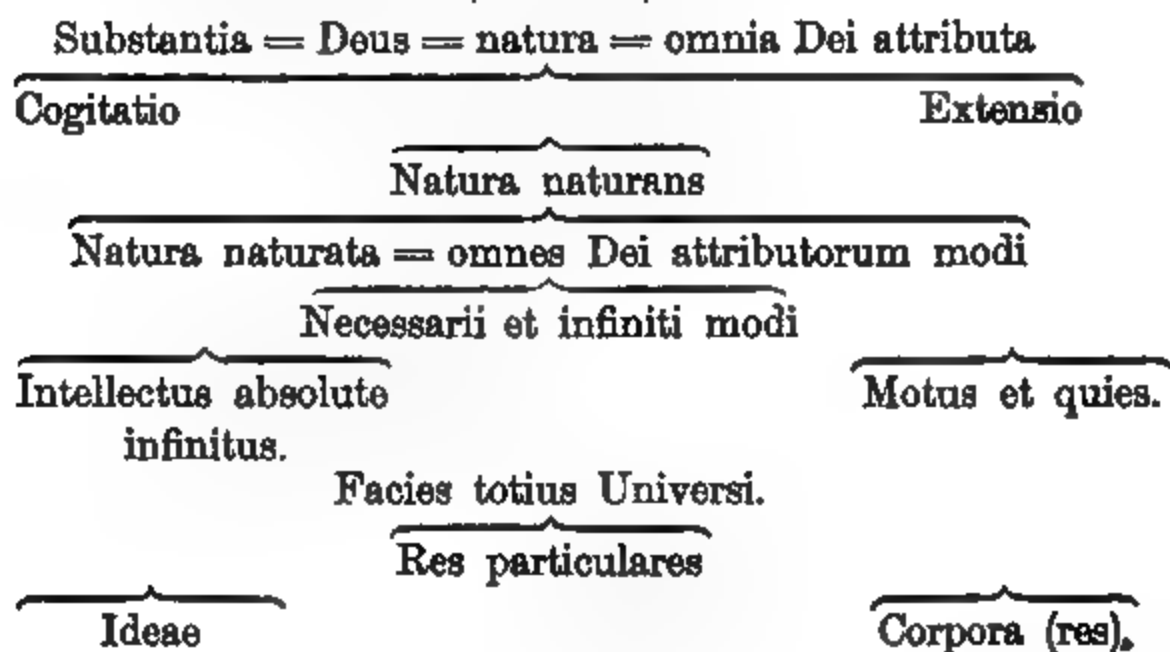 Substantia = Deus = natura = omnia Dei attributa
Cogitatio Extensio
Natura naturans
Natura naturata = omnes Dei attributorum modi
Necessarii et infiniti modi
Intellectus absolute Motus et quies.
infinitus.
Facies totius Universi.
Res particulares
Ideae Corpora (res).